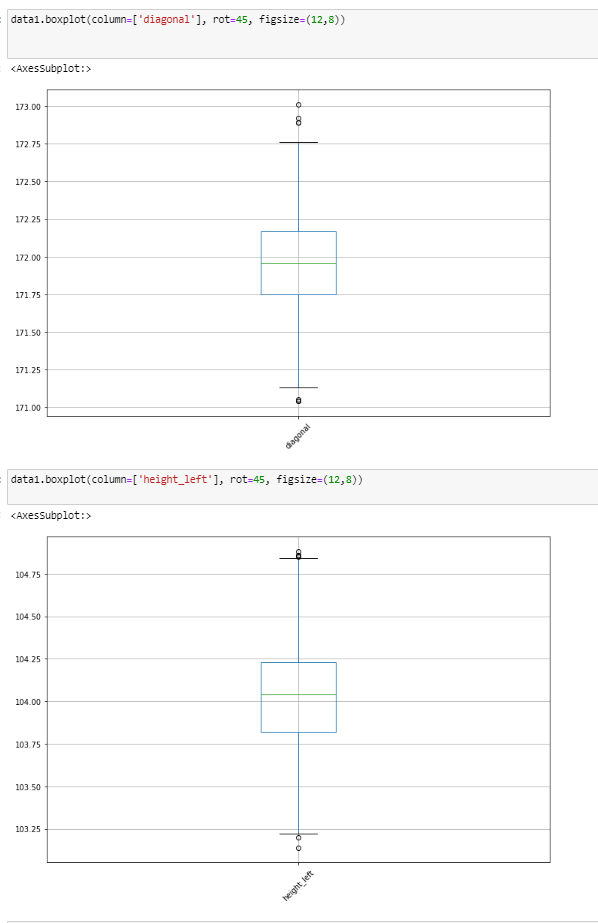 data1.boxplot(column=['diagonal'], rot=45, figsize=(12,8))
<AxesSubplot:>
173.00
172.75
172.50
172.25
172.00
171.75
171.50
171.25
171.00
diagonal
data1.boxplot(column=['height_left'], rot=45, figsize=(12,8))
<AxesSubplot:>
104.75
104.50
104.25
104.00
103.75
103.50
103.25
height_left